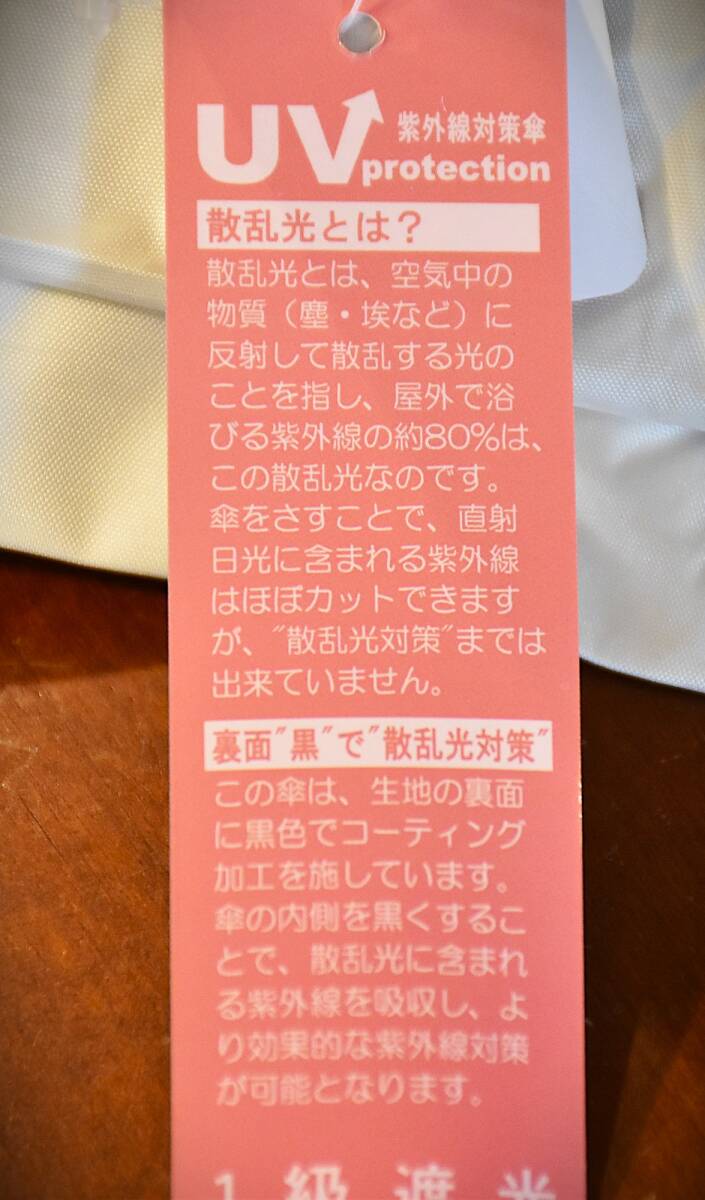 UV 紫外線対策傘
protection
散乱光とは？
散乱光とは、空気中の
物質（塵・埃など）に
反射して散乱する光の
ことを指し、屋外で浴
びる紫外線の約80%は、
この散乱光なのです。
傘をさすことで、直射
日光に含まれる紫外線
はほぼカットできます
が、"散乱光対策"までは
出来ていません。
裏面"黒"で"散乱光対策"
この傘は、生地の裏面
に黒色でコーティング
加工を施しています。
傘の内側を黒くするこ
とで、散乱光に含まれ
る紫外線を吸収し、よ
り効果的な紫外線対策
が可能となります。
1級遮光